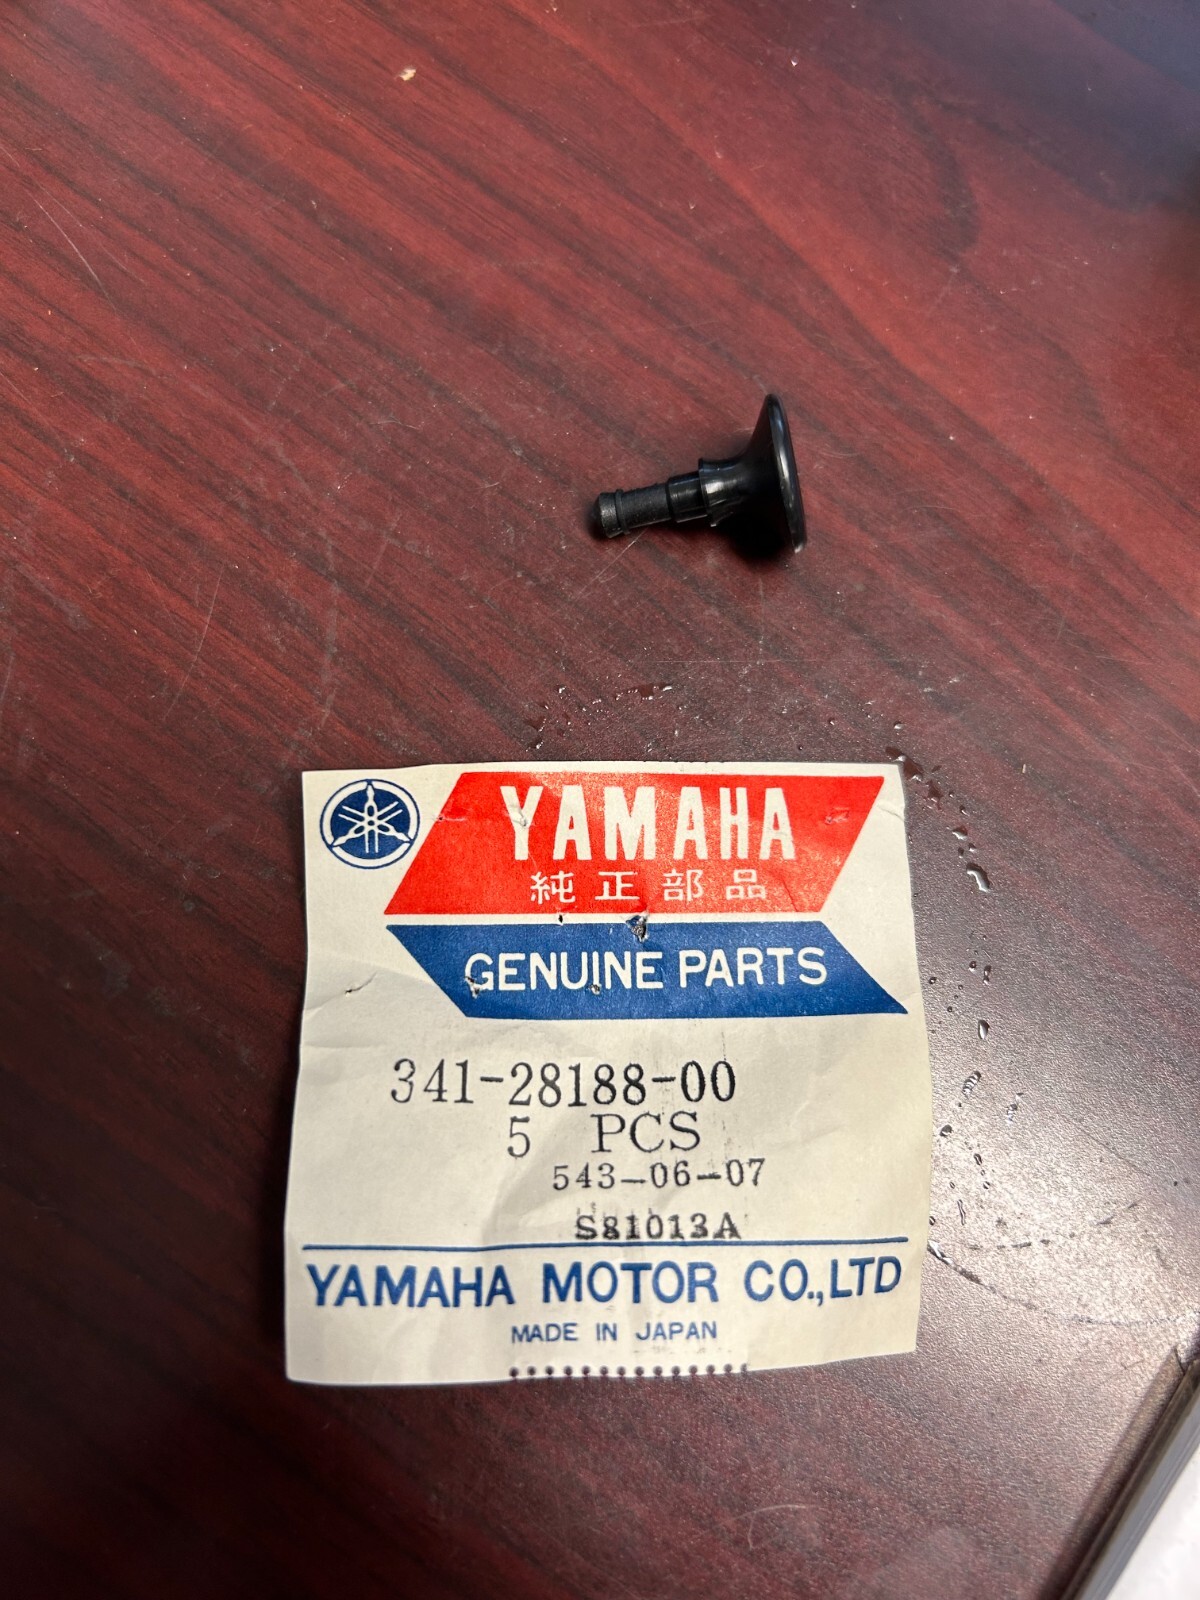 YAMAHA
純正部品
GENUINE PARTS
341-28188-00
5 PCS
543-06-07
S81013A
YAMAHA MOTOR CO.,LTD
MADE IN JAPAN